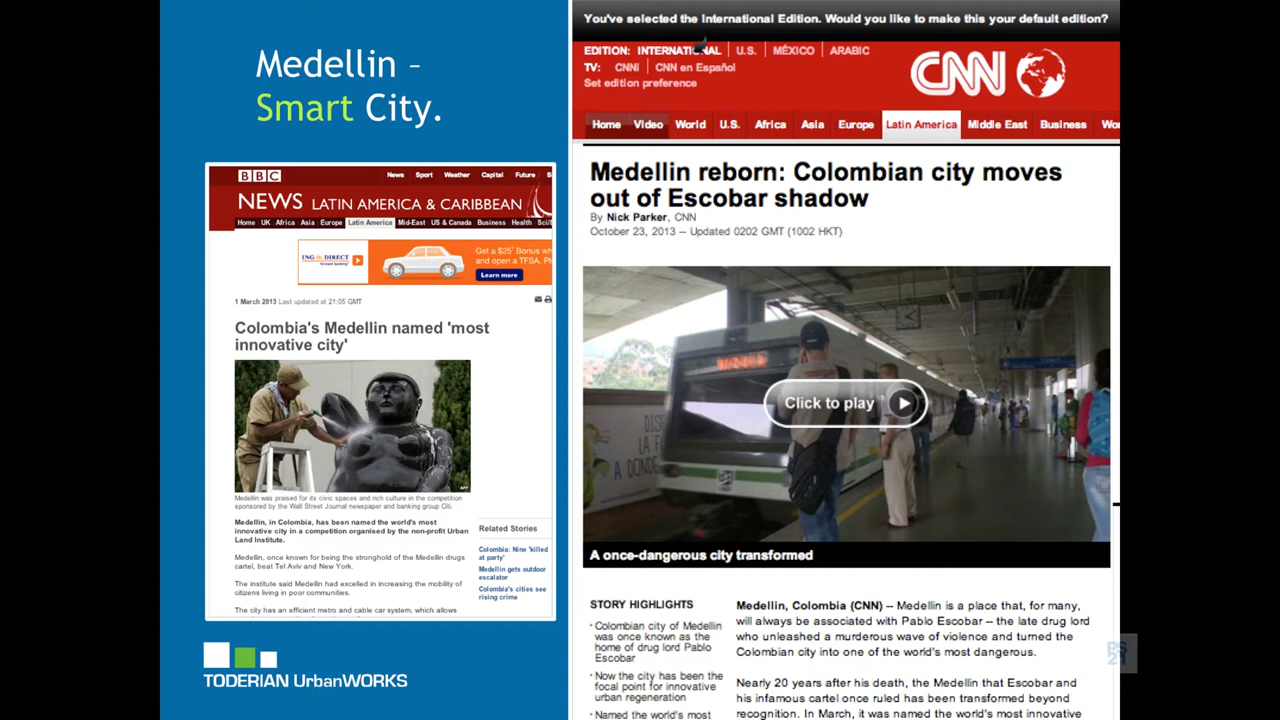 Medellin –
Smart City.
BBC
News Sport Weather Capital Future
NEWS LATIN AMERICA & CARIBBEAN
Home UK Africa Asia Europe Latin America Mid-East US & Canada Business Health Sci/E
ING DIRECT
Get a $25 Bonus wh
and open a TFSA. Pl
Learn more
1 March 2013 Last updated at 21:05 GMT
Colombia's Medellin named 'most
innovative city'
AFP
Medellin was praised for its civic spaces and rich culture in the competition
sponsored by the Wall Street Journal newspaper and banking group Citi.
Medellin, in Colombia, has been named the world's most
innovative city in a competition organised by the non-profit Urban
Land Institute.
Medellin, once known for being the stronghold of the Medellin drugs
cartel, beat Tel Aviv and New York.
The institute said Medellin had excelled in increasing the mobility of
citizens living in poor communities.
The city has an efficient metro and cable car system, which allows
Related Stories
Colombia: Nine 'killed
at party'
Medellin gets outdoor
escalator
Colombia's cities see
rising crime
TODERIAN UrbanWORKS
You've selected the International Edition. Would you like to make this your default edition?
EDITION: INTERNATIONAL U.S. MÉXICO ARABIC
TV: CNNi CNN en Español
Set edition preference
CNN
Home Video World U.S. Africa Asia Europe Latin America Middle East Business Wor
Medellin reborn: Colombian city moves
out of Escobar shadow
By Nick Parker, CNN
October 23, 2013 -- Updated 0202 GMT (1002 HKT)
Click to play
A once-dangerous city transformed
STORY HIGHLIGHTS
Colombian city of Medellin
was once known as the
home of drug lord Pablo
Escobar
Now the city has been the
focal point for innovative
urban regeneration
Named the world's most
Medellin, Colombia (CNN) -- Medellin is a place that, for many,
will always be associated with Pablo Escobar -- the late drug lord
who unleashed a murderous wave of violence and turned the
Colombian city into one of the world's most dangerous.
Nearly 20 years after his death, the Medellin that Escobar and
his infamous cartel once ruled has been transformed beyond
recognition. In March, it was named the world's most innovative
PS
21